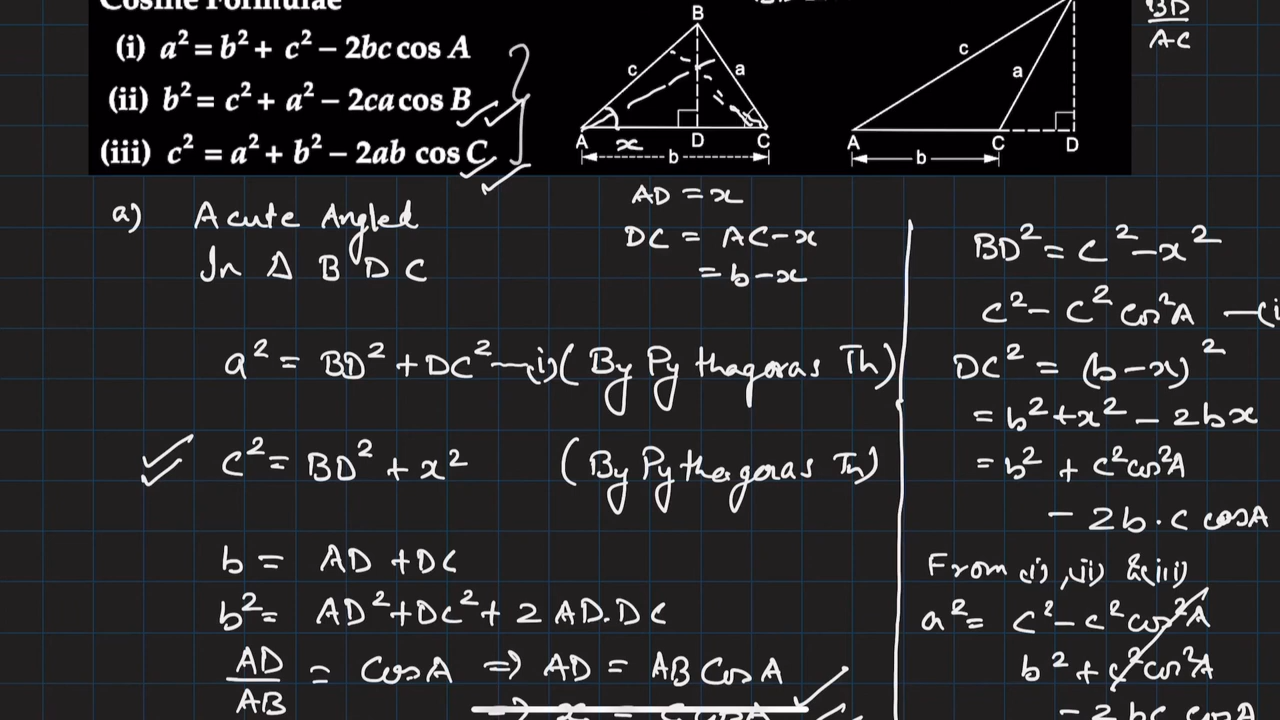 Cosine Formulae
(i) a² = b² + c² – 2bc cos A
(ii) b² = c² + a² – 2ca cos B
(iii) c² = a² + b² – 2ab cos C
B
c
a
A
x
D
C
b
c
a
A
C
D
b
BD
AC
a) Acute Angled
In Δ BDC
AD = x
DC = AC-x
= b-x
a² = BD² + DC² —(i) (By Pythagoras Th)
c² = BD² + x² (By Pythagoras Th)
b = AD + DC
b² = AD² + DC² + 2 AD.DC
AD
AB
= Cos A ⇒ AD = AB Cos A
⇒ x = C Cos A
BD² = c² - x²
c² - c² cos²A —(i
DC² = (b-x)²
= b² + x² - 2bx
= b² + c² cos²A
- 2b.c cosA
From (i), (ii) & (iii)
a² = c² - c² cos²A
b² + c² cos²A
- 2bc cosA